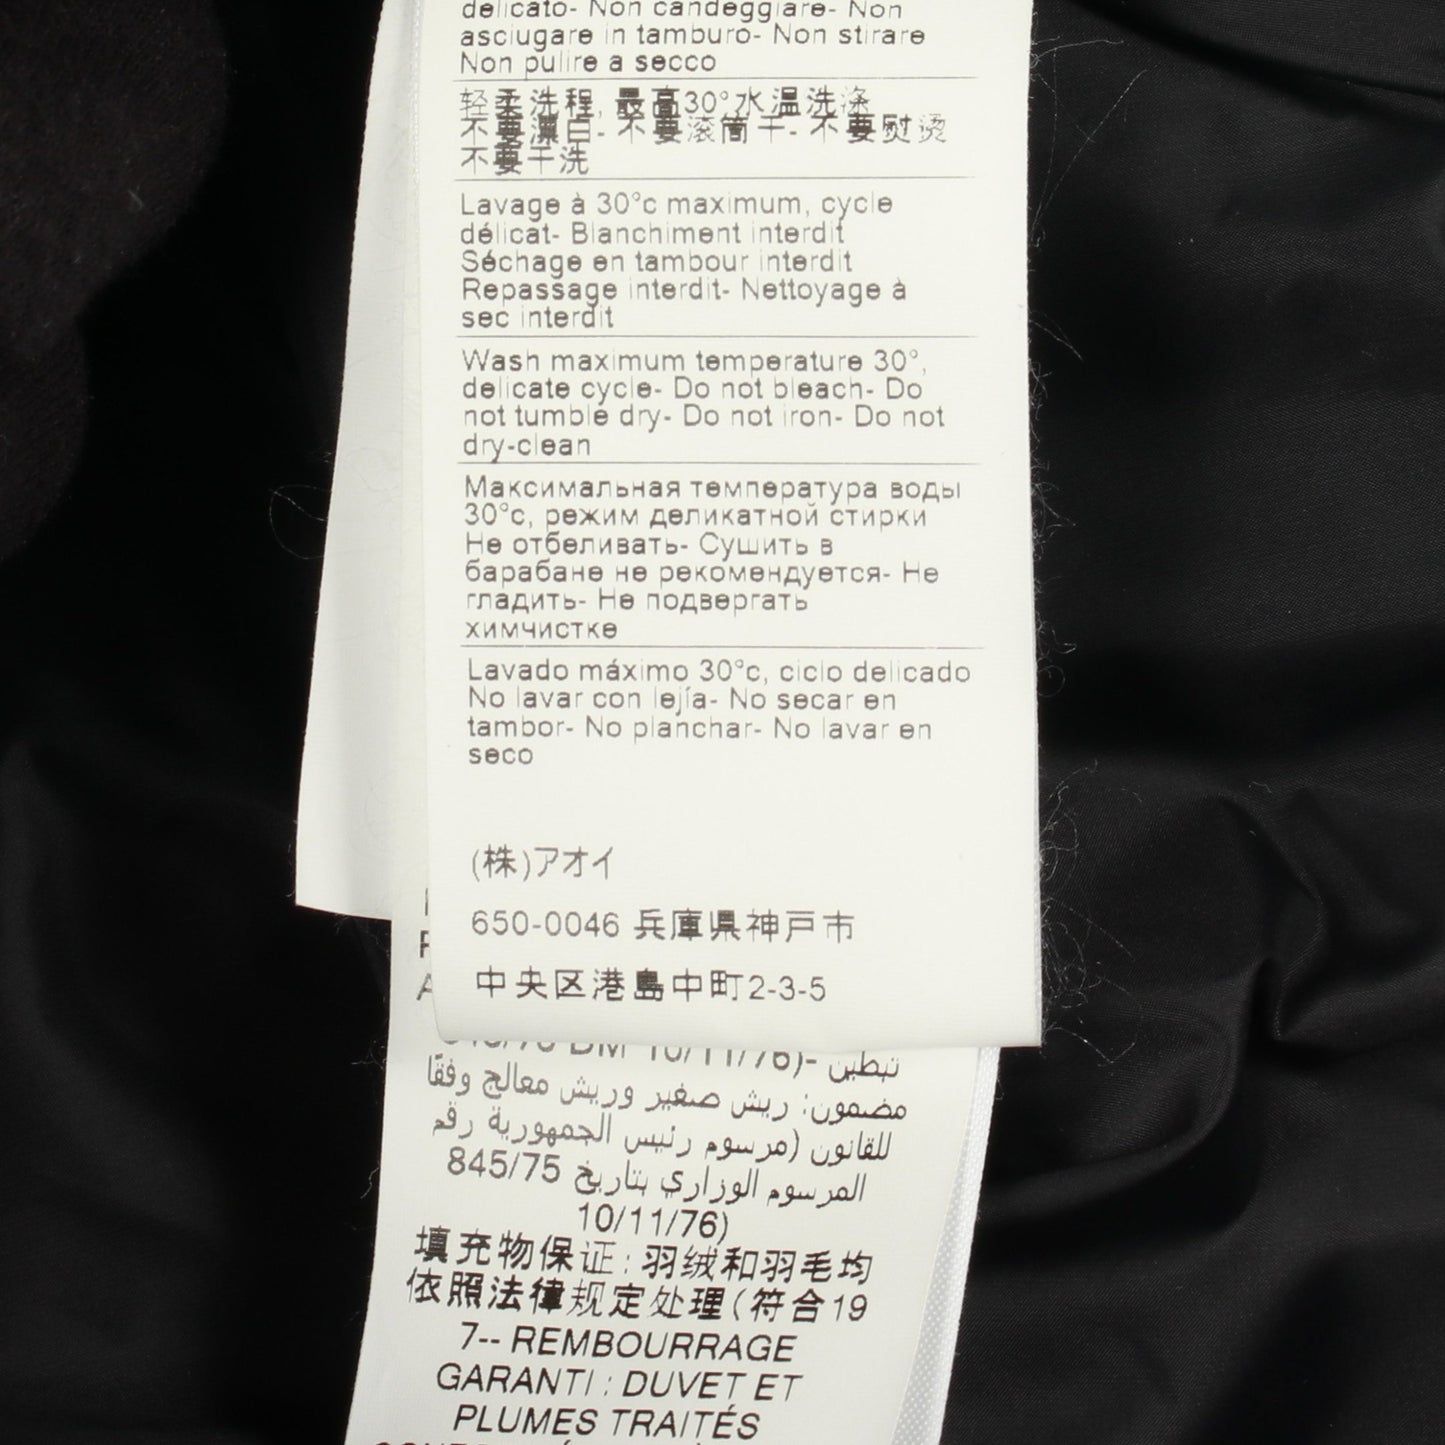 delicato- Non candeggiare- Non
asciugare in tamburo- Non stirare
Non pulire a secco
轻柔洗程, 最高30°水温洗涤
不要漂白- 不要滚筒干- 不要熨烫
不要干洗
Lavage à 30°c maximum, cycle
délicat- Blanchiment interdit
Séchage en tambour interdit
Repassage interdit- Nettoyage à
sec interdit
Wash maximum temperature 30°,
delicate cycle- Do not bleach- Do
not tumble dry- Do not iron- Do not
dry-clean
Максимальная температура воды
30°c, режим деликатной стирки
Не отбеливать- Сушить в
барабане не рекомендуется- Не
гладить- Не подвергать
химчистке
Lavado máximo 30°c, ciclo delicado
No lavar con lejía- No secar en
tambor- No planchar- No lavar en
seco
(株)アオイ
650-0046 兵庫県神戸市
中央区港島中町2-3-5
DM 10/11/76)- تبطين
مضمون: ريش صغير وريش معالج وفقا
للقانون (مرسوم رئيس الجمهورية رقم
845/75 المرسوم الوزاري بتاريخ
10/11/76)
填充物保证: 羽绒和羽毛均
依照法律规定处理(符合19
7-- REMBOURRAGE
GARANTI : DUVET ET
PLUMES TRAITÉS